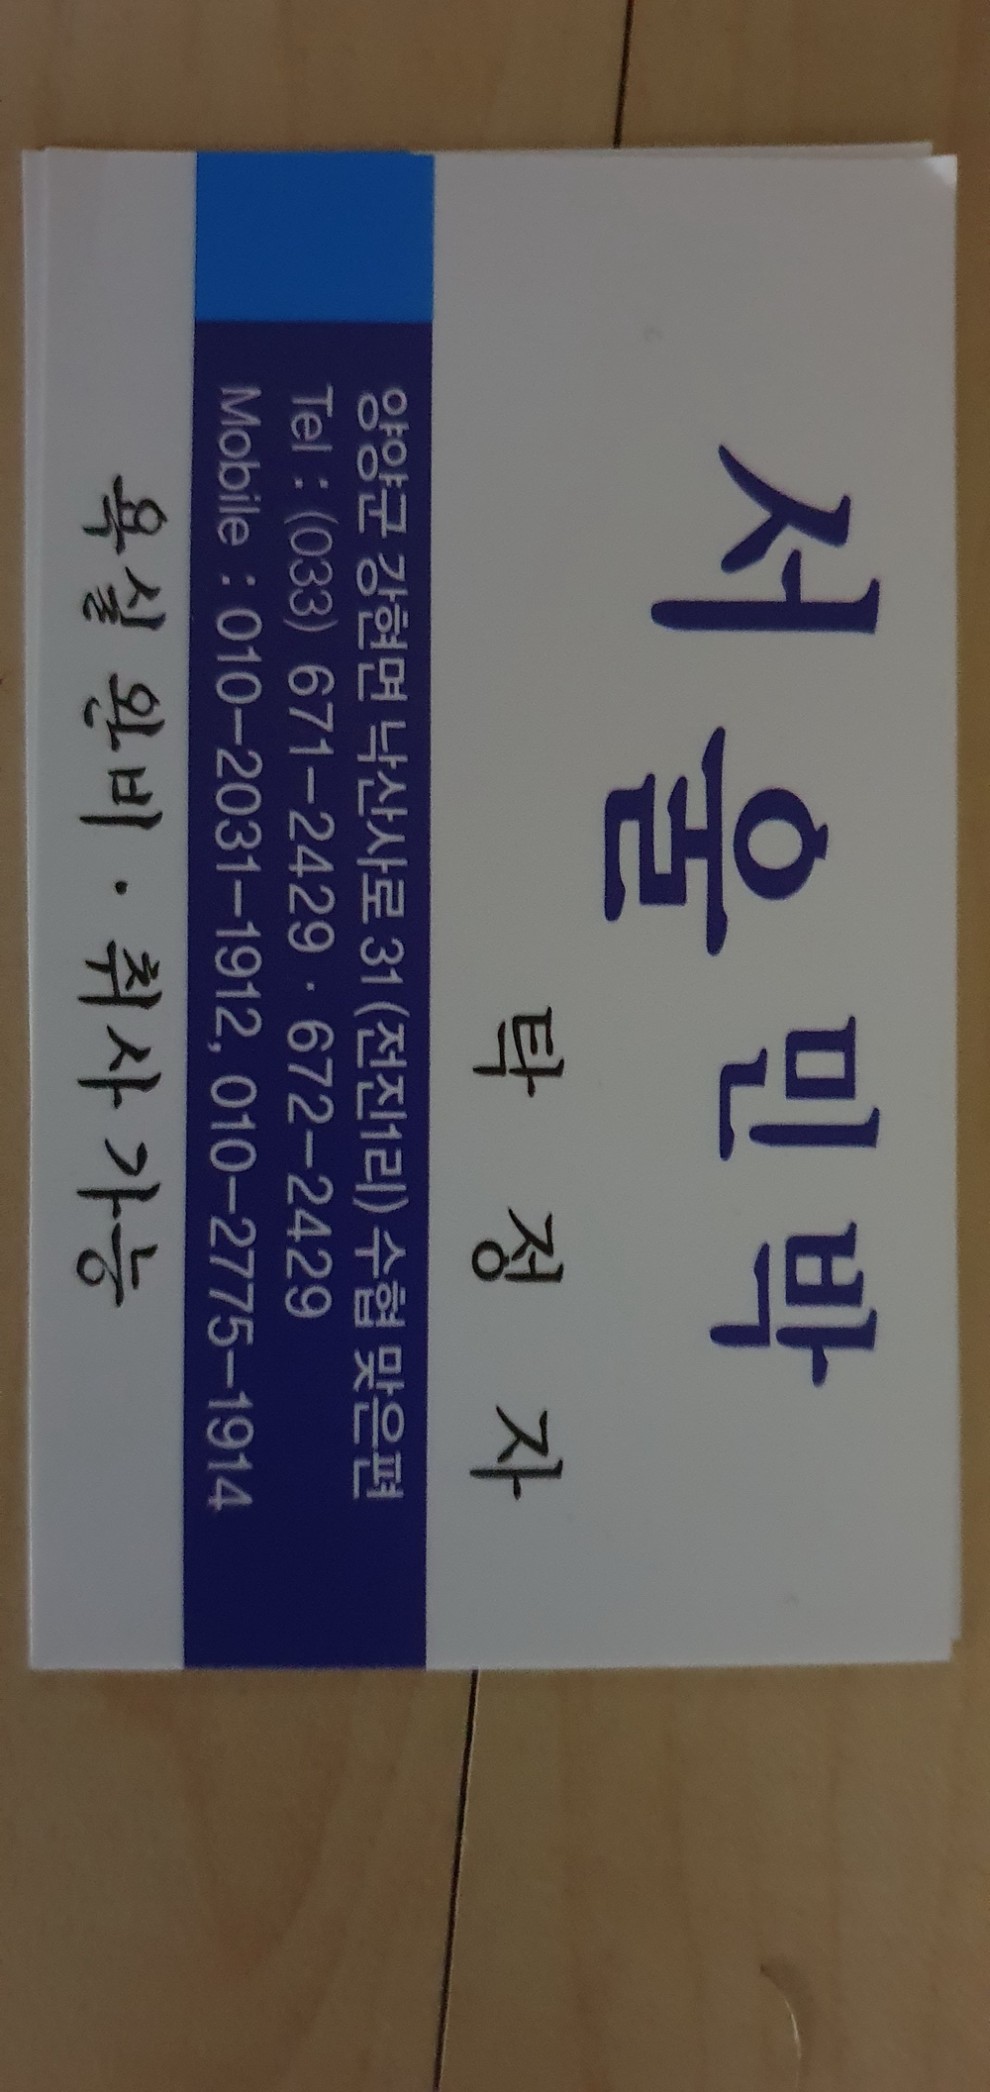 서울 민박
탁정자
양양군 강현면 낙산사로 31 (전진1리) 수협 맞은편
Tel : (033) 671-2429 · 672-2429
Mobile : 010-2031-1912, 010-2775-1914
욕실 완비 · 취사 가능